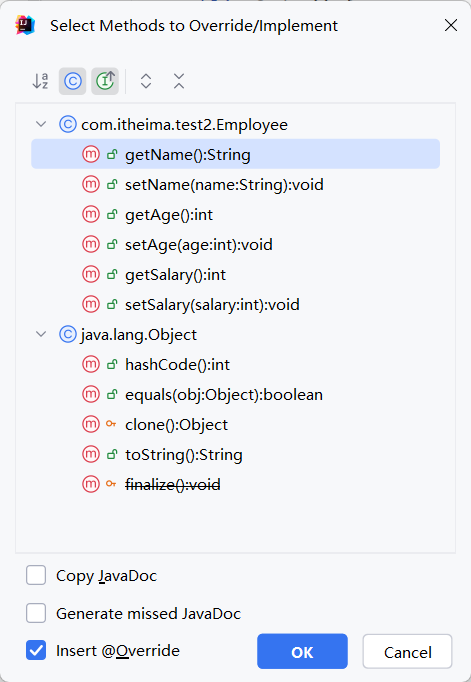 Select Methods to Override/Implement
com.itheima.test2.Employee
getName():String
setName(name:String):void
getAge():int
setAge(age:int):void
getSalary():int
setSalary(salary:int):void
java.lang.Object
hashCode():int
equals(obj:Object):boolean
clone():Object
toString():String
finalize():void
Copy JavaDoc
Generate missed JavaDoc
Insert @Override
OK
Cancel